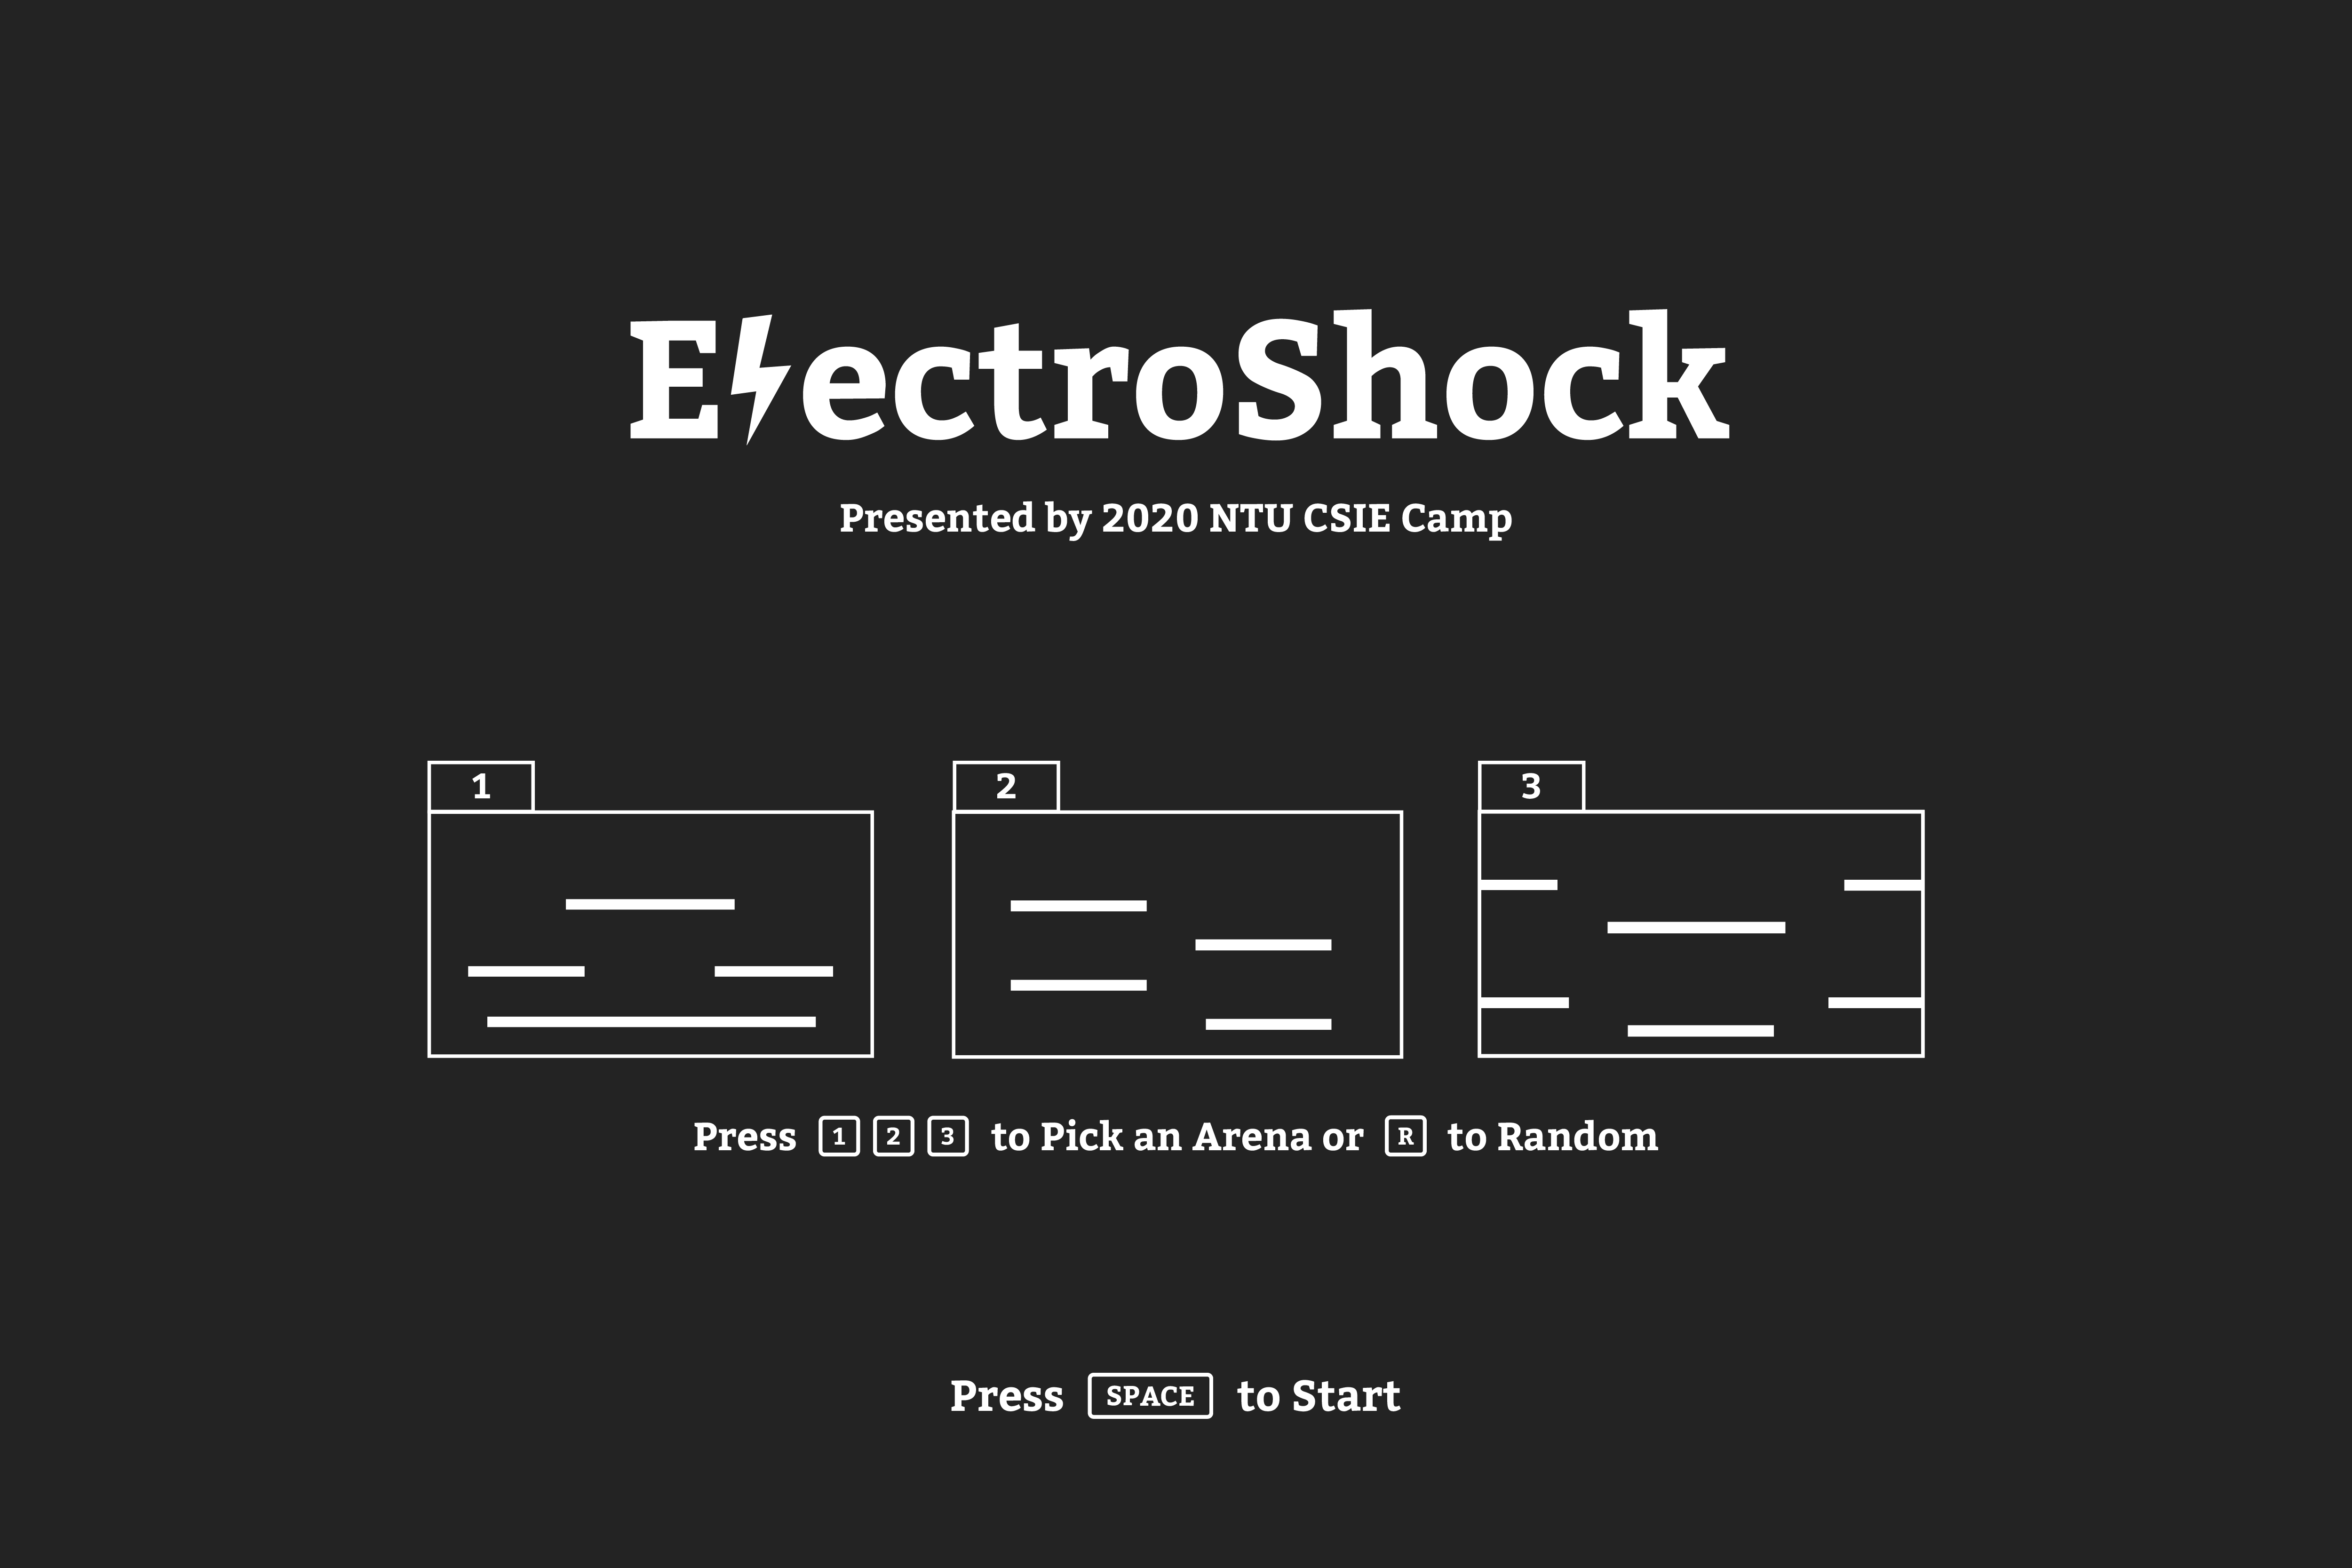 ElectroShock
Presented by 2020 NTU CSIE Camp
1
2
3
Press 1 2 3 to Pick an Arena or R to Random
Press SPACE to Start